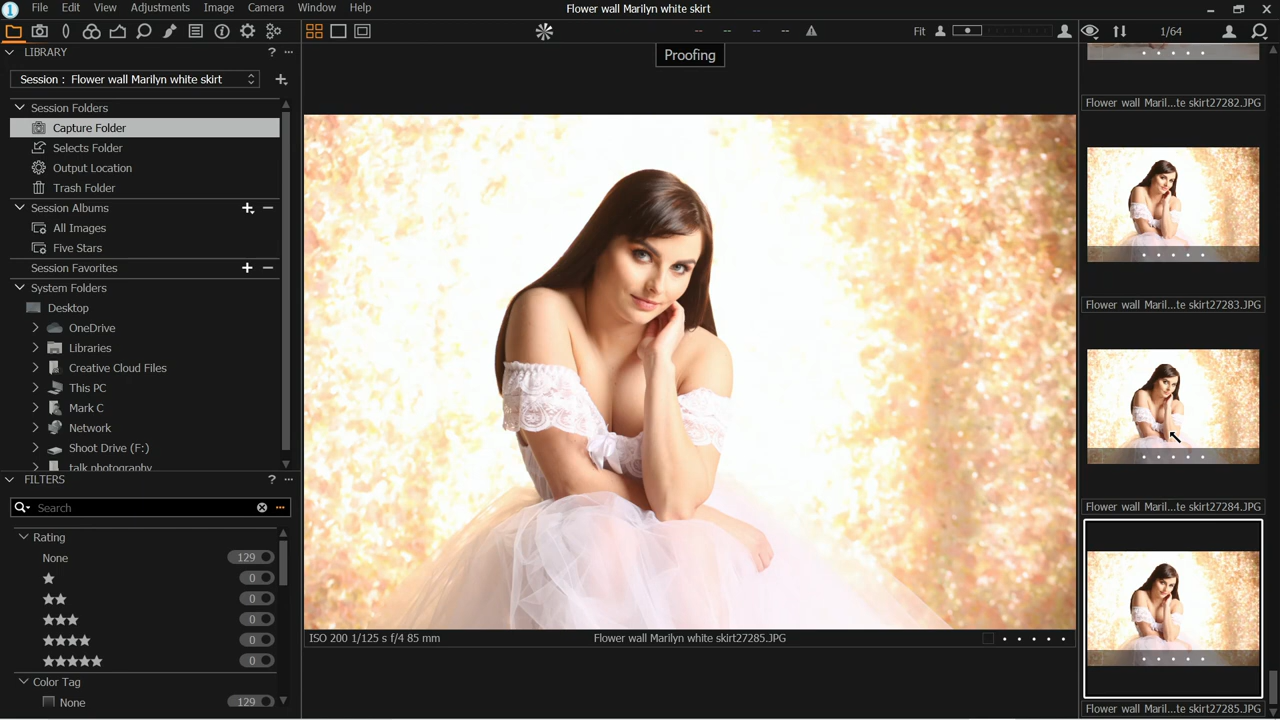 1 File Edit View Adjustments Image Camera Window Help
Flower wall Marilyn white skirt
-- -- -- --
Fit
1/64
Proofing
LIBRARY ? ...
Session : Flower wall Marilyn white skirt
Session Folders
Capture Folder
Selects Folder
Output Location
Trash Folder
Session Albums
All Images
Five Stars
Session Favorites
System Folders
Desktop
OneDrive
Libraries
Creative Cloud Files
This PC
Mark C
Network
Shoot Drive (F:)
talk photography
FILTERS ? ...
Search
Rating
None 129
0
0
0
0
0
Color Tag
None 129
ISO 200 1/125 s f/4 85 mm
Flower wall Marilyn white skirt27285.JPG
Flower wall Maril...te skirt27282.JPG
Flower wall Maril...te skirt27283.JPG
Flower wall Maril...te skirt27284.JPG
Flower wall Maril...te skirt27285.JPG